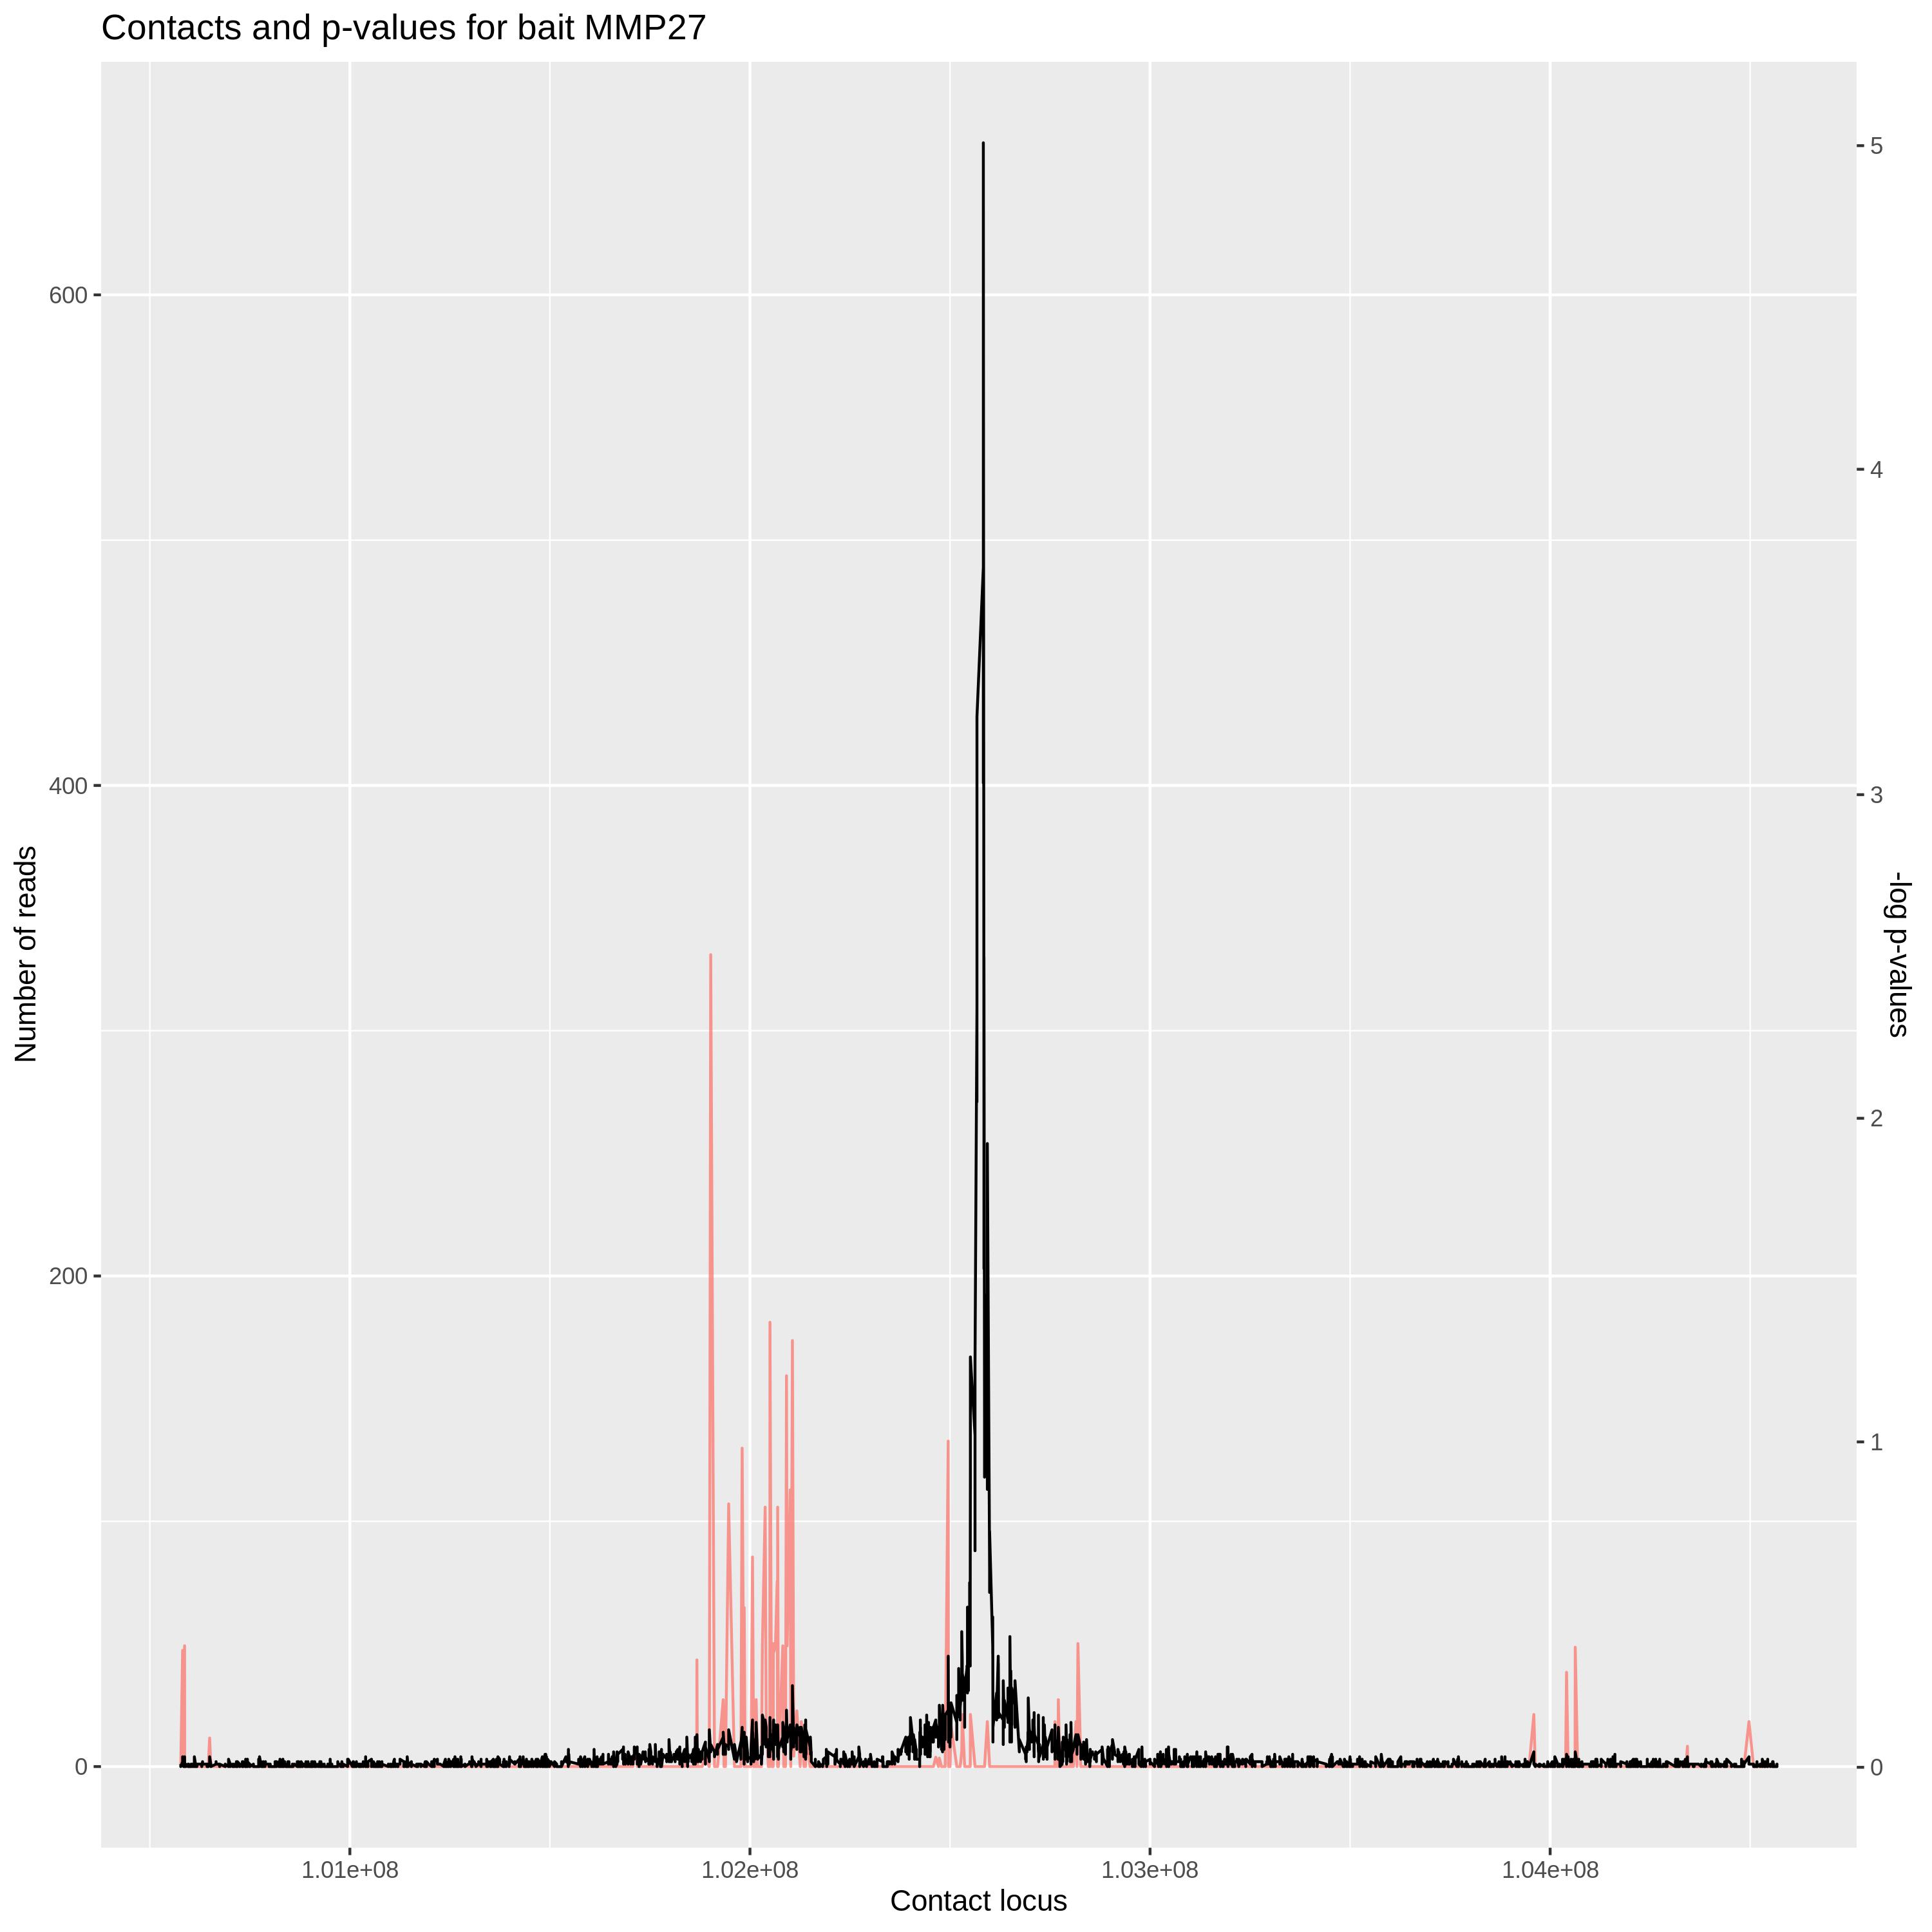 Contacts and p-values for bait MMP27
Number of reads
600
400
200
0
5
4
3
2
1
0
-log p-values
1.01e+08
1.02e+08
1.03e+08
1.04e+08
Contact locus